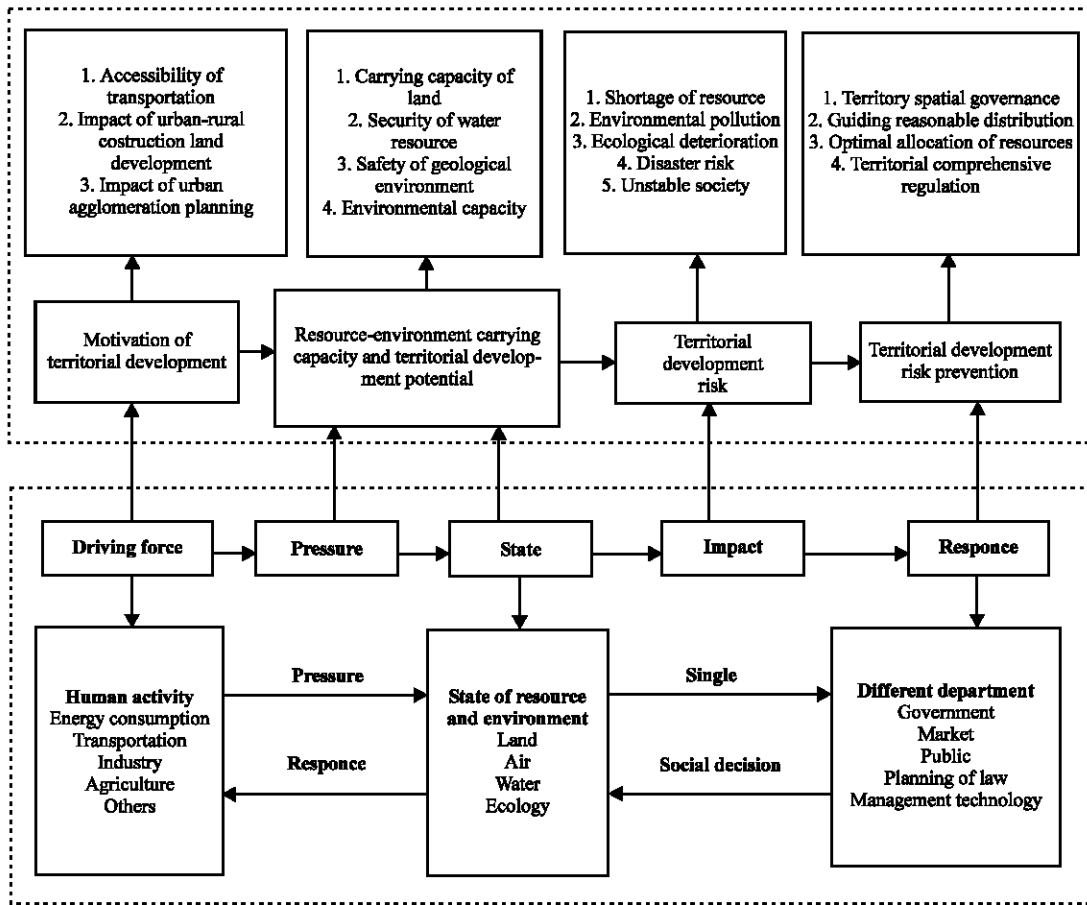 1. Accessibility of
transportation
2. Impact of urban-rural
costruction land
development
3. Impact of urban
agglomeration planning
1. Carrying capacity of
land
2. Security of water
resource
3. Safety of geological
environment
4. Environmental capacity
1. Shortage of resource
2. Environmental pollution
3. Ecological deterioration
4. Disaster risk
5. Unstable society
1. Territory spatial governance
2. Guiding reasonable distribution
3. Optimal allocation of resources
4. Territorial comprehensive
regulation
Motivation of
territorial development
Resource-environment carrying
capacity and territorial develop-
ment potential
Territorial
development
risk
Territorial development
risk prevention
Driving force
Pressure
State
Impact
Responce
Human activity
Energy consumption
Transportation
Industry
Agriculture
Others
Pressure
Responce
State of resource
and environment
Land
Air
Water
Ecology
Single
Social decision
Different department
Government
Market
Public
Planning of law
Management technology